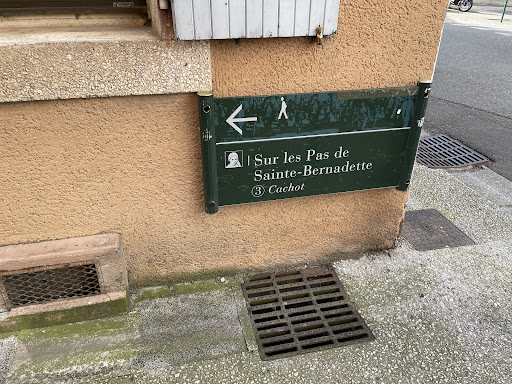 Sur les Pas de
Sainte-Bernadette
③ Cachot